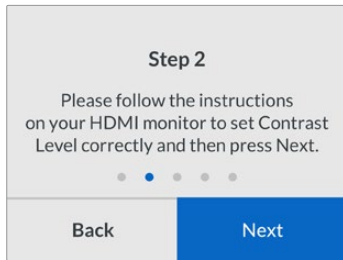 Step 2
Please follow the instructions
on your HDMI monitor to set Contrast
Level correctly and then press Next.
Back
Next